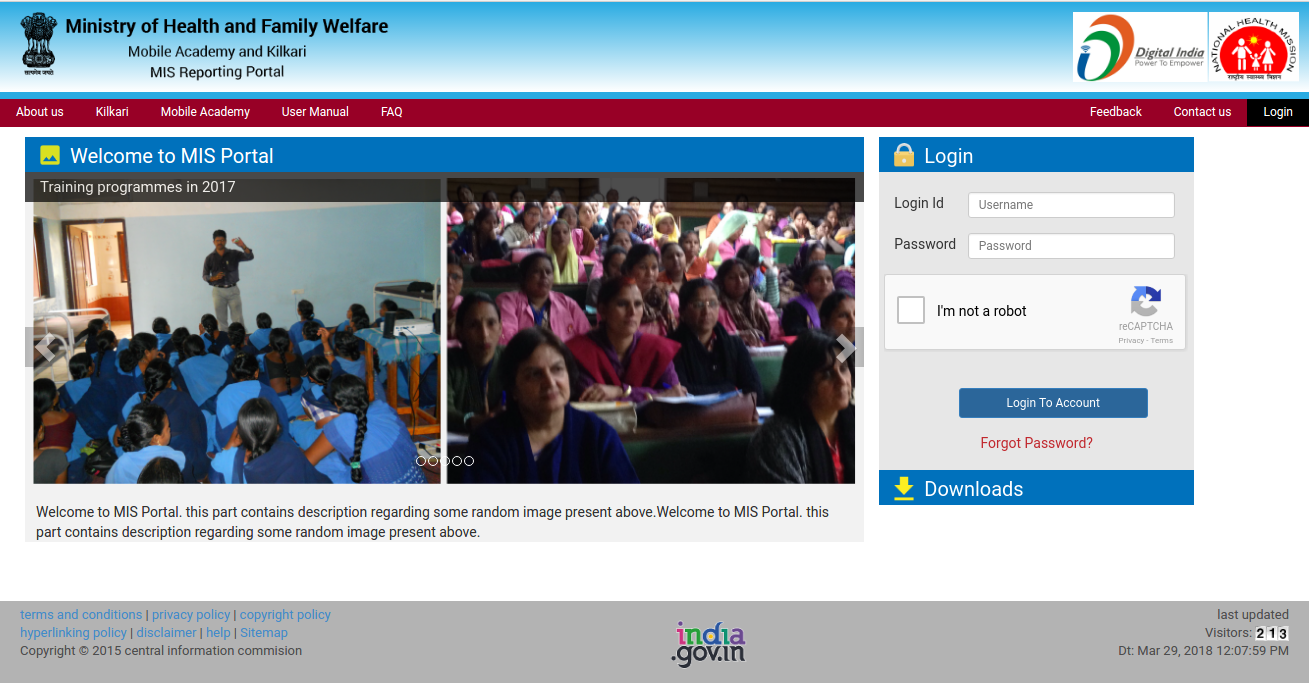 Ministry of Health and Family Welfare
Mobile Academy and Kilkari
MIS Reporting Portal
सत्यमेव जयते
Digital India
Power To Empower
NATIONAL HEALTH MISSION
राष्ट्रीय स्वास्थ्य मिशन
About us Kilkari Mobile Academy User Manual FAQ Feedback Contact us Login
Welcome to MIS Portal
Training programmes in 2017
Welcome to MIS Portal. this part contains description regarding some random image present above.Welcome to MIS Portal. this
part contains description regarding some random image present above.
Login
Login Id Username
Password Password
I'm not a robot
reCAPTCHA
Privacy - Terms
Login To Account
Forgot Password?
Downloads
terms and conditions | privacy policy | copyright policy
hyperlinking policy | disclaimer | help | Sitemap
Copyright © 2015 central information commision
india
.gov.in
last updated
Visitors: 213
Dt: Mar 29, 2018 12:07:59 PM